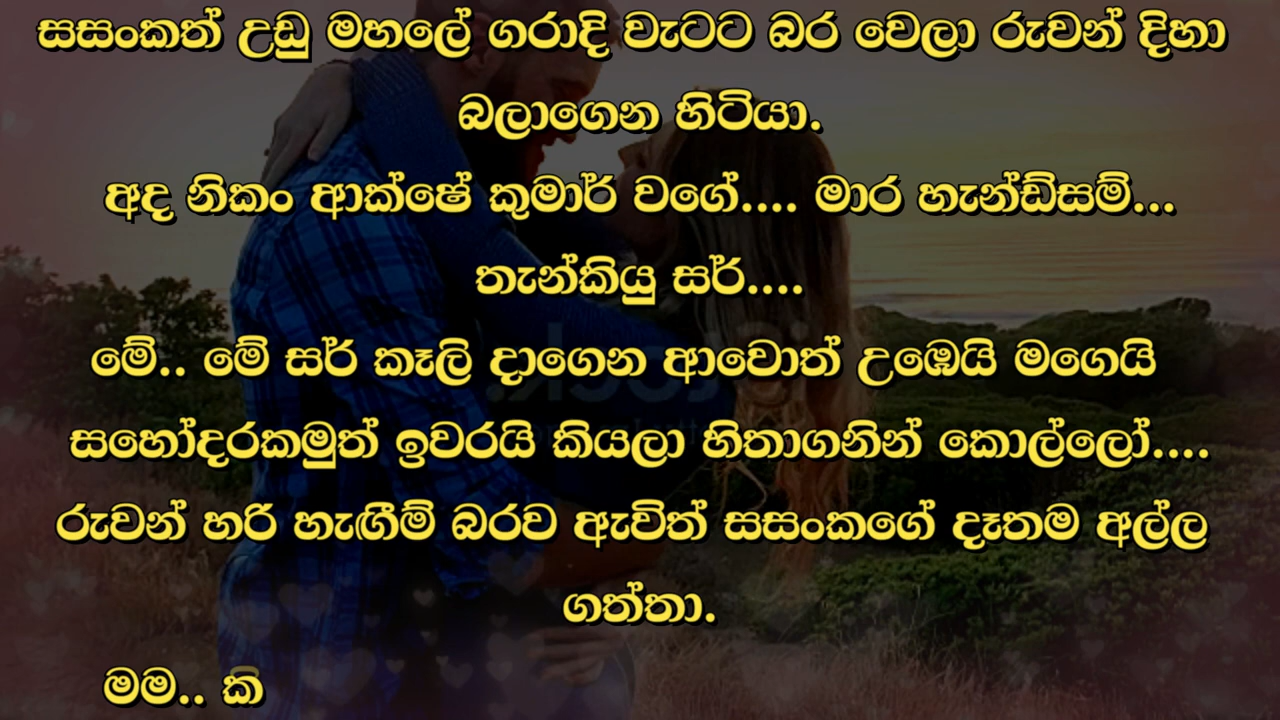 සසංකත් උඩු මහලේ ගරාදි වැටට බර වෙලා රුවන් දිහා
බලාගෙන හිටියා.
අද නිකං ආක්ෂේ කුමාර් වගේ.... මාර හැන්ඩ්සම්...
තැන්කියු සර්....
මේ.. මේ සර් කෑලි දාගෙන ආවොත් උඹෙයි මගෙයි
සහෝදරකමුත් ඉවරයි කියලා හිතාගනින් කොල්ලෝ....
රුවන් හරි හැඟීම් බරව ඇවිත් සසංකගේ දෑතම අල්ල
ගත්තා.
මම.. කි